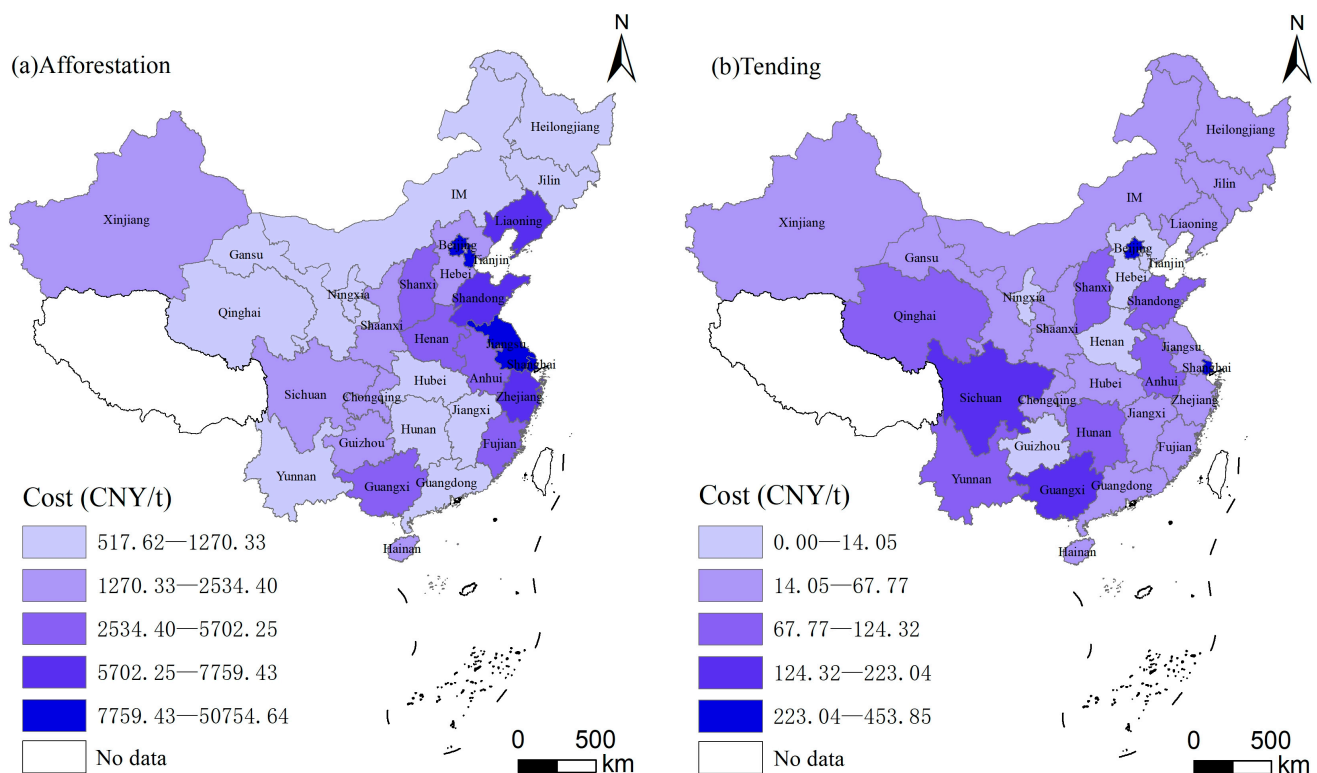 (a)Afforestation
N
Heilongjiang
Jilin
IM
Liaoning
Xinjiang
Beijing
Tianjin
Gansu
Hebei
Shanxi
Ningxia
Shandong
Qinghai
Shaanxi
Henan
Jiangsu
Shanghai
Anhui
Hubei
Sichuan
Chongqing
Zhejiang
Jiangxi
Hunan
Guizhou
Fujian
Yunnan
Guangxi
Guangdong
Hainan
Cost (CNY/t)
517.62—1270.33
1270.33—2534.40
2534.40—5702.25
5702.25—7759.43
7759.43—50754.64
No data
0 500
km
(b)Tending
N
Heilongjiang
Jilin
IM
Liaoning
Xinjiang
Beijing
Tianjin
Gansu
Hebei
Shanxi
Ningxia
Shandong
Qinghai
Shaanxi
Henan
Jiangsu
Shanghai
Anhui
Hubei
Sichuan
Chongqing
Zhejiang
Jiangxi
Hunan
Guizhou
Fujian
Yunnan
Guangxi
Guangdong
Hainan
Cost (CNY/t)
0.00—14.05
14.05—67.77
67.77—124.32
124.32—223.04
223.04—453.85
No data
0 500
km